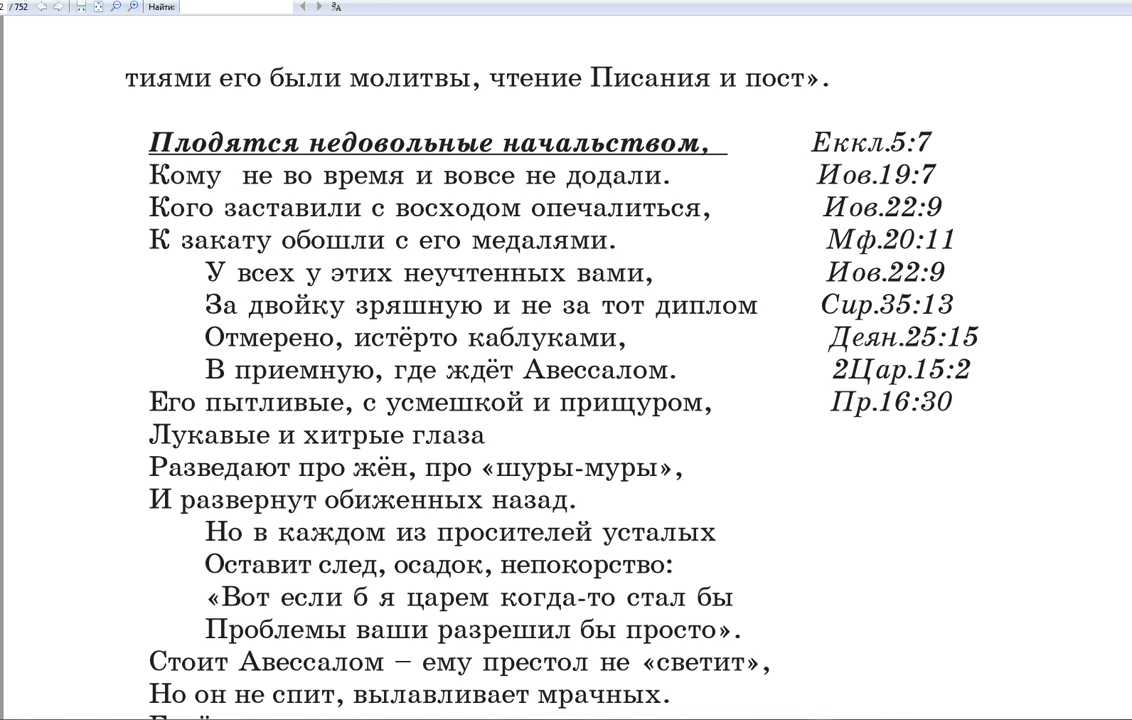 2 / 752 Найти:
тиями его были молитвы, чтение Писания и пост».
Плодятся недовольные начальством, Еккл.5:7
Кому не во время и вовсе не додали. Иов.19:7
Кого заставили с восходом опечалиться, Иов.22:9
К закату обошли с его медалями. Мф.20:11
У всех у этих неучтенных вами, Иов.22:9
За двойку зряшную и не за тот диплом Сир.35:13
Отмерено, истёрто каблуками, Деян.25:15
В приемную, где ждёт Авессалом. 2Цар.15:2
Его пытливые, с усмешкой и прищуром, Пр.16:30
Лукавые и хитрые глаза
Разведают про жён, про «шуры-муры»,
И развернут обиженных назад.
Но в каждом из просителей усталых
Оставит след, осадок, непокорство:
«Вот если б я царем когда-то стал бы
Проблемы ваши разрешил бы просто».
Стоит Авессалом – ему престол не «светит»,
Но он не спит, вылавливает мрачных.